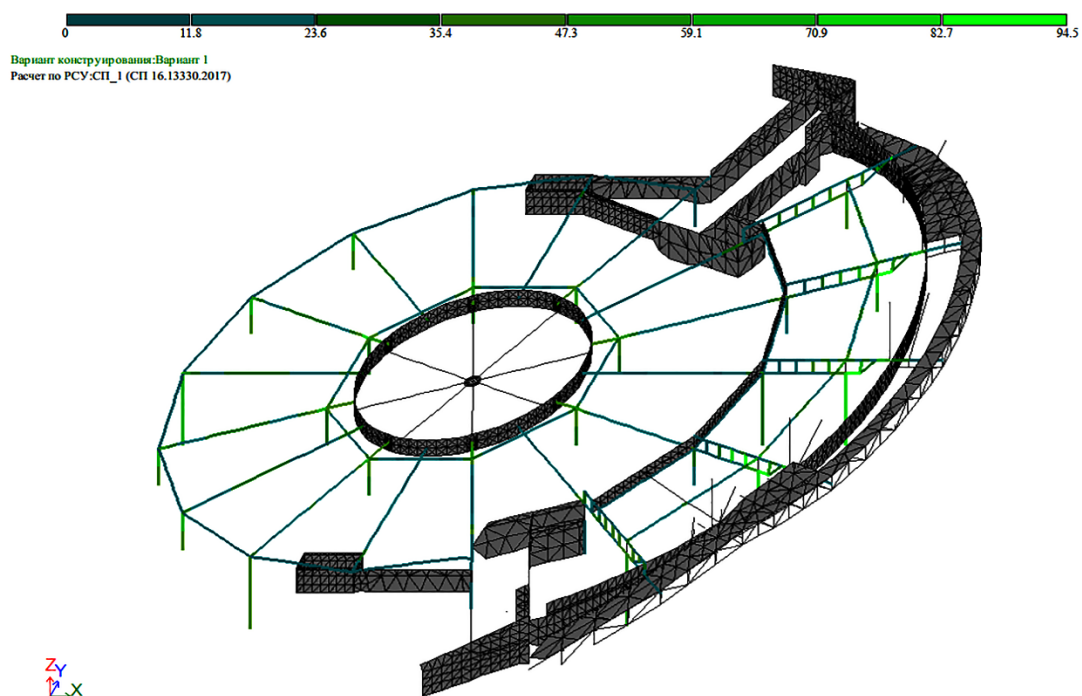 0 11.8 23.6 35.4 47.3 59.1 70.9 82.7 94.5
Вариант конструирования:Вариант 1
Расчет по РСУ:СП_1 (СП 16.13330.2017)
Z Y
X